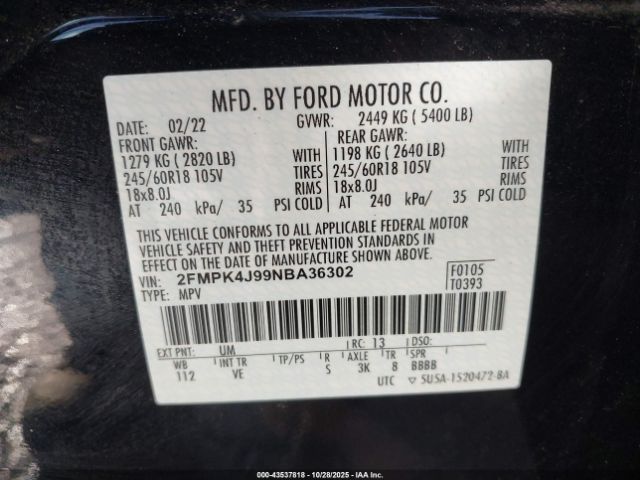 MFD. BY FORD MOTOR CO.
DATE: 02/22 GVWR: 2449 KG ( 5400 LB)
FRONT GAWR: REAR GAWR:
1279 KG ( 2820 LB) WITH 1198 KG ( 2640 LB) WITH
245/60R18 105V TIRES 245/60R18 105V TIRES
18x8.0J RIMS 18x8.0J RIMS
AT 240 kPa/ 35 PSI COLD AT 240 kPa/ 35 PSI COLD
THIS VEHICLE CONFORMS TO ALL APPLICABLE FEDERAL MOTOR
VEHICLE SAFETY AND THEFT PREVENTION STANDARDS IN
EFFECT ON THE DATE OF MANUFACTURE SHOWN ABOVE.
VIN: 2FMPK4J99NBA36302 F0105
TYPE: MPV T0393
EXT PNT: UM RC: 13 DSO:
WB INT TR TP/PS R AXLE TR SPR
112 VE S 3K 8 BBBB
UTC ▽ 5U5A-1520472-BA
000-43537818 - 10/28/2025 - IAAI.com